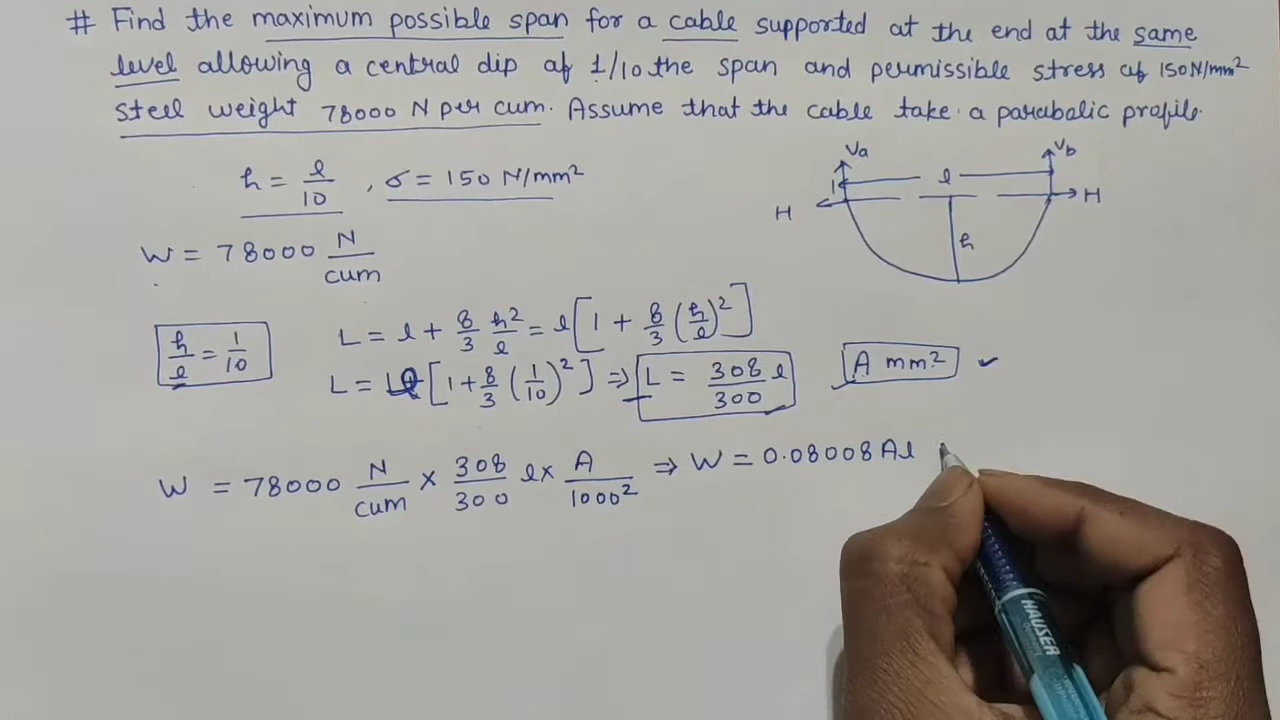 # Find the maximum possible span for a cable supported at the end at the same
level allowing a central dip of 1/10 the span and permissible stress of 150 N/mm²
steel weight 78000 N per cum. Assume that the cable take a parabolic profile.
h = l/10 , σ = 150 N/mm²
Va Vb
l
H H
h
W = 78000 N/cum
h/l = 1/10
L = l + 8/3 h²/l = l[1 + 8/3 (h/l)²]
L = l[1 + 8/3 (1/10)²] ⇒ L = 308/300 l
A mm²
W = 78000 N/cum × 308/300 l × A/1000² ⇒ W = 0.08008 Al
HAUSER